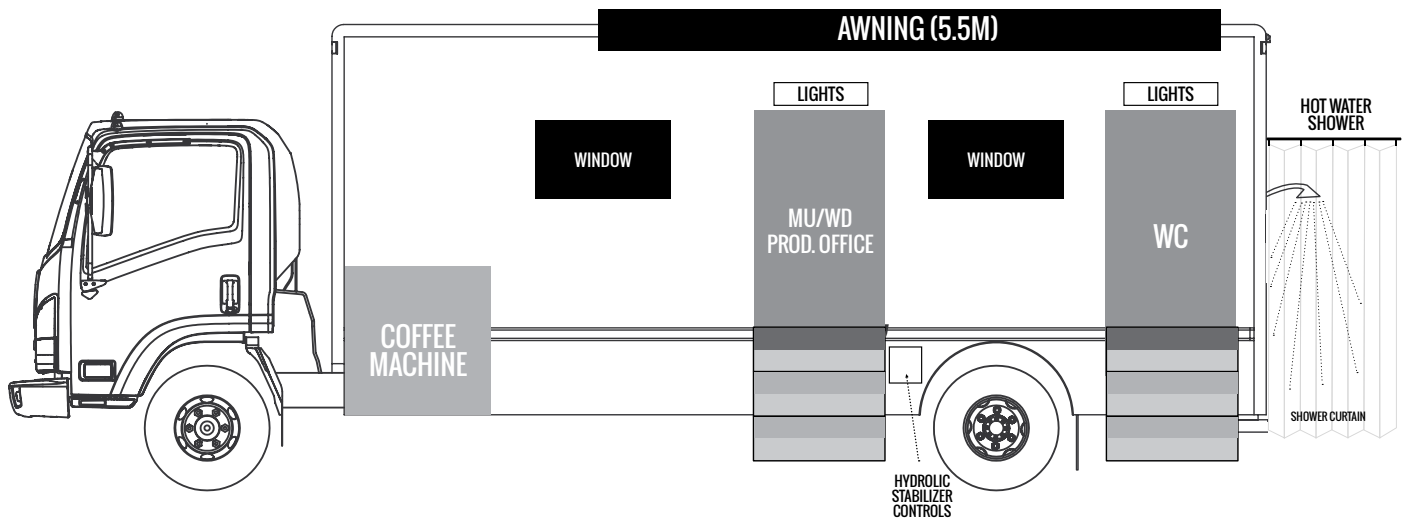 AWNING (5.5M)
LIGHTS
LIGHTS
HOT WATER
SHOWER
WINDOW
WINDOW
MU/WD
PROD. OFFICE
WC
COFFEE
MACHINE
SHOWER CURTAIN
HYDROLIC
STABILIZER
CONTROLS